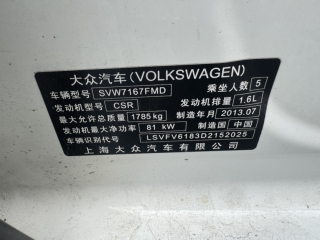 大众汽车(VOLKSWAGEN)
车辆型号 SVW7167FMD 乘坐人数 5
发动机型号 CSR 发动机排量 1.6L
最大允许总质量 1785kg 制造年月 2013.07
发动机最大净功率 81 kW 制造国 中国
车辆识别代号 LSVFV6183D2152025
上海大众汽车有限公司制造